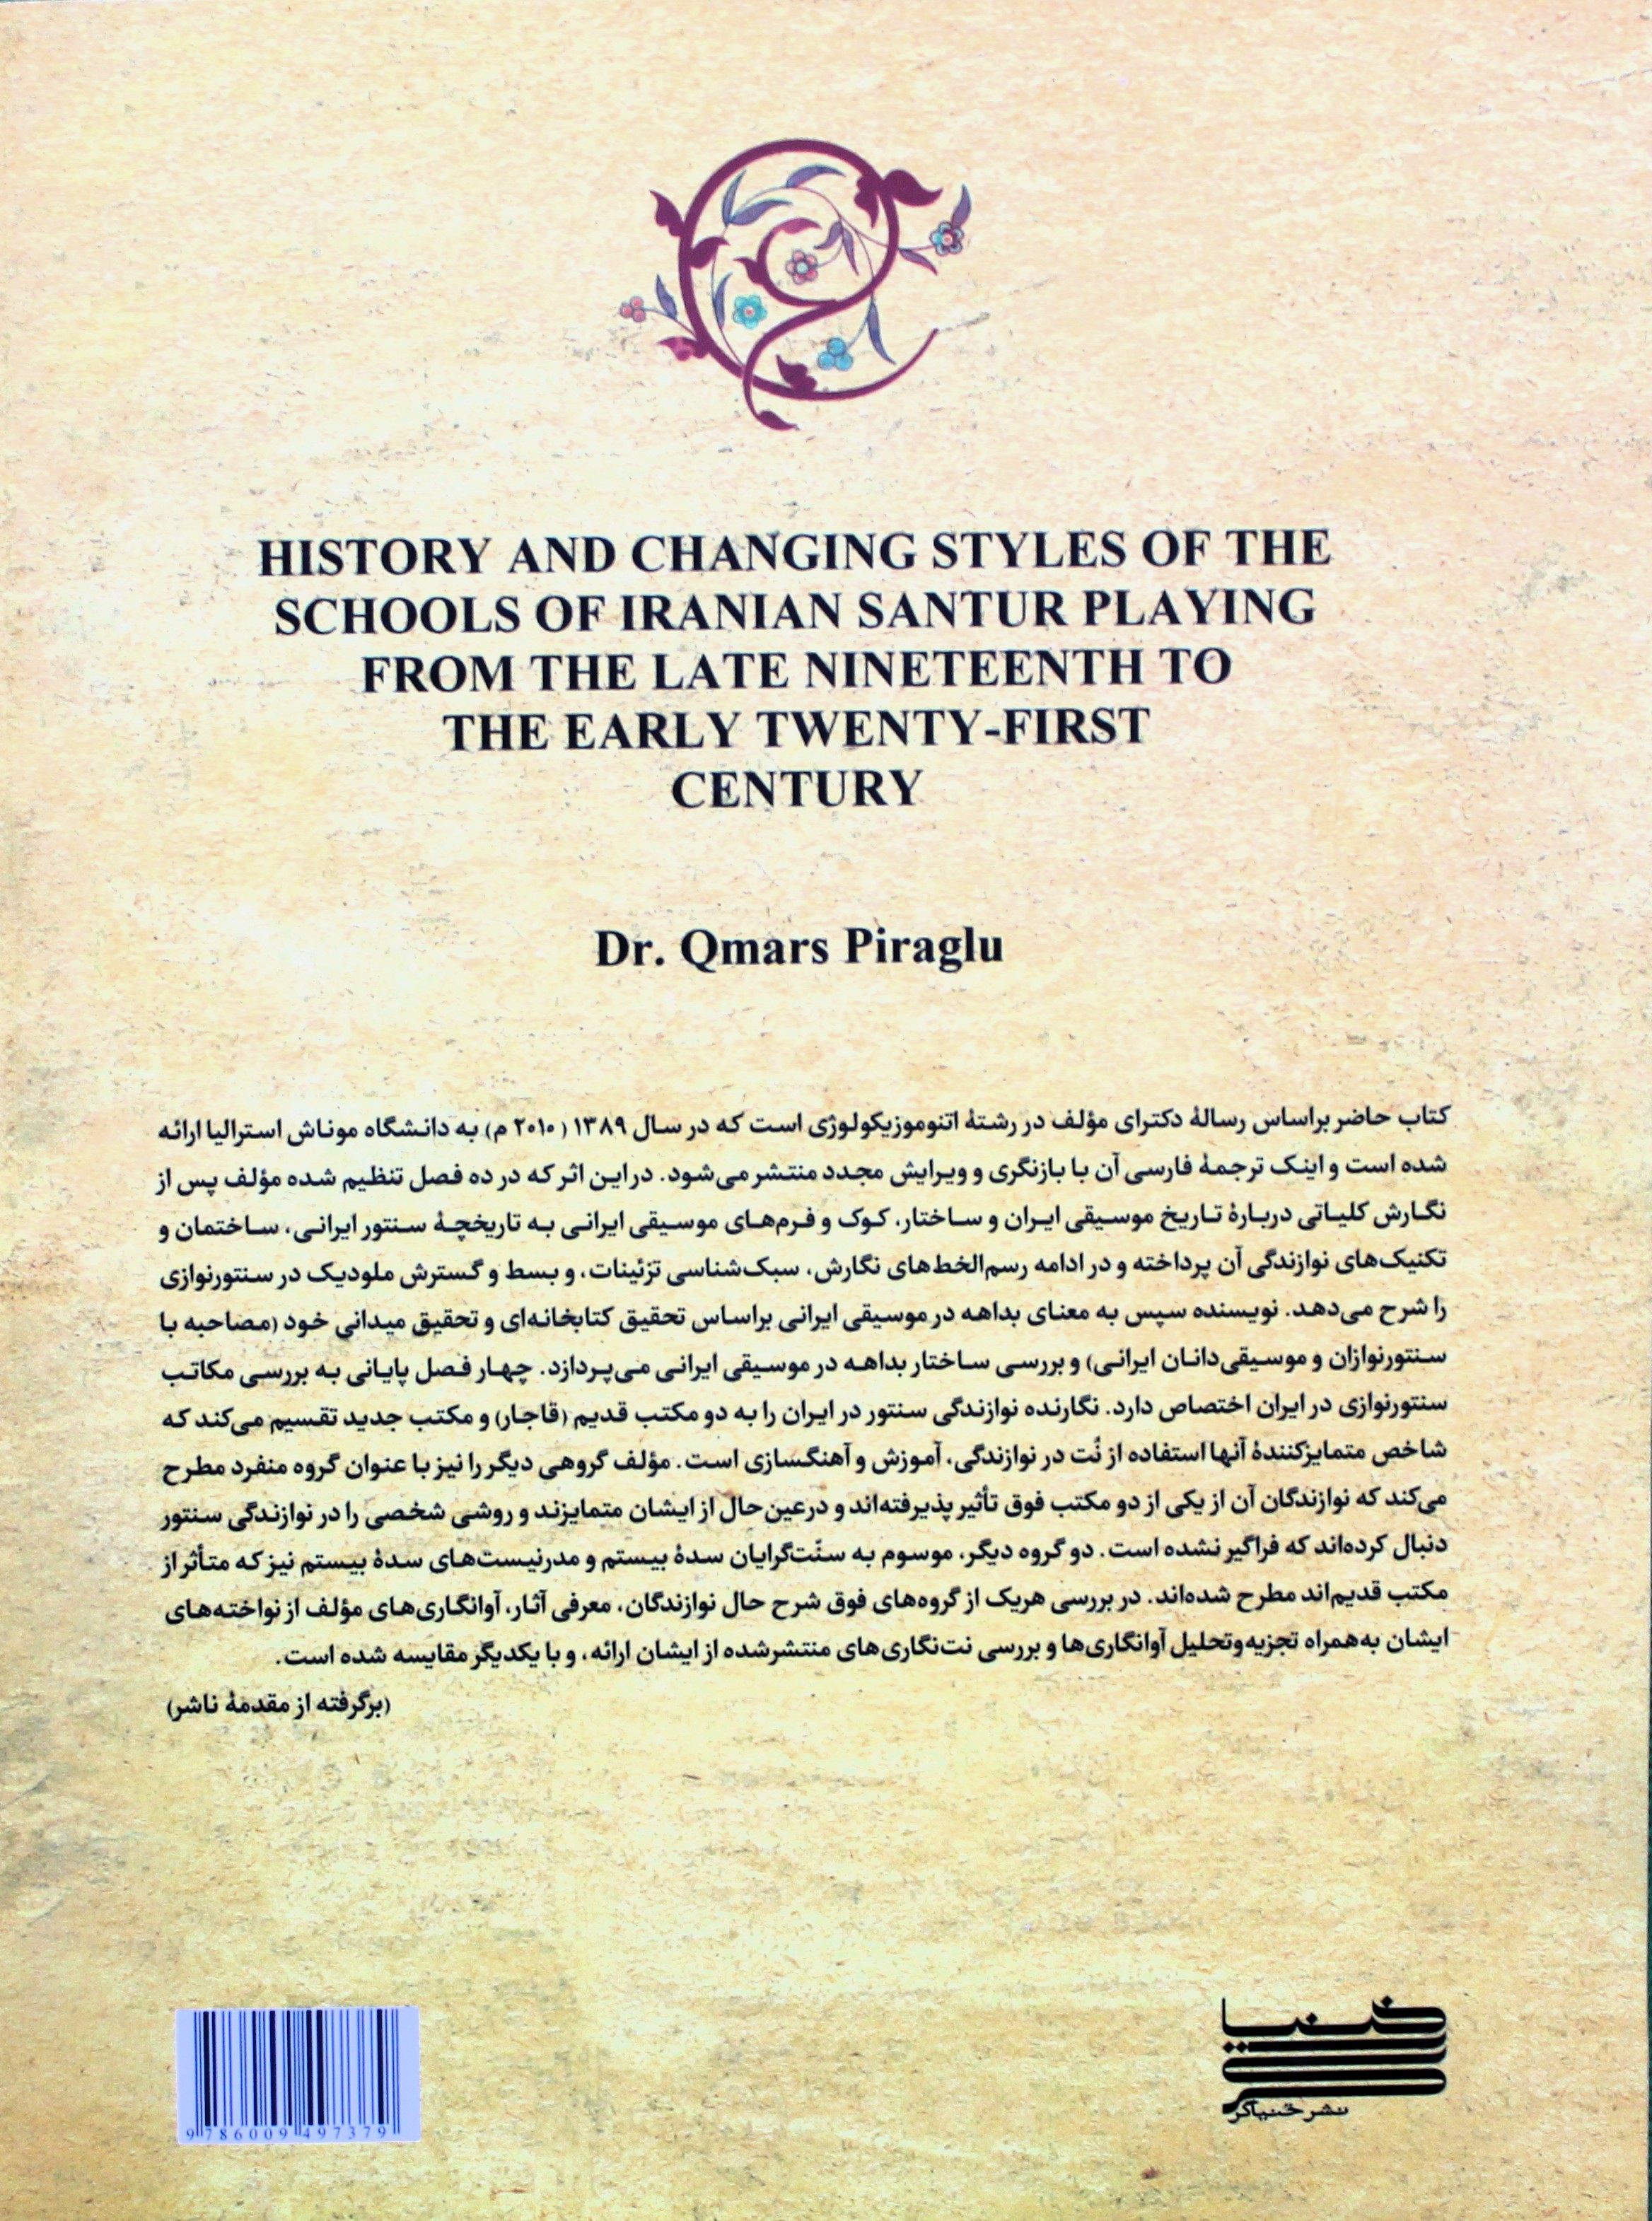 HISTORY AND CHANGING STYLES OF THE
SCHOOLS OF IRANIAN SANTUR PLAYING
FROM THE LATE NINETEENTH TO
THE EARLY TWENTY-FIRST
CENTURY
Dr. Qmars Piraglu
کتاب حاضر براساس رسالهٔ دکترای مؤلف در رشتهٔ اتنوموزیکولوژی است که در سال ۱۳۸۹ (۲۰۱۰ م) به دانشگاه موناش استرالیا ارائه
شده است و اینک ترجمهٔ فارسی آن با بازنگری و ویرایش مجدد منتشر می‌شود. در این اثر که در ده فصل تنظیم شده مؤلف پس از
نگارش کلیاتی دربارهٔ تاریخ موسیقی ایران و ساختار، کوک و فرم‌های موسیقی ایرانی به تاریخچهٔ سنتور ایرانی، ساختمان و
تکنیک‌های نوازندگی آن پرداخته و در ادامه رسم‌الخط‌های نگارش، سبک‌شناسی تزئینات، و بسط و گسترش ملودیک در سنتورنوازی
را شرح می‌دهد. نویسنده سپس به معنای بداهه در موسیقی ایرانی براساس تحقیق کتابخانه‌ای و تحقیق میدانی خود (مصاحبه با
سنتورنوازان و موسیقی‌دانان ایرانی) و بررسی ساختار بداهه در موسیقی ایرانی می‌پردازد. چهار فصل پایانی به بررسی مکاتب
سنتورنوازی در ایران اختصاص دارد. نگارنده نوازندگی سنتور در ایران را به دو مکتب قدیم (قاجار) و مکتب جدید تقسیم می‌کند که
شاخص متمایزکنندهٔ آنها استفاده از نُت در نوازندگی، آموزش و آهنگسازی است. مؤلف گروهی دیگر را نیز با عنوان گروه منفرد مطرح
می‌کند که نوازندگان آن از یکی از دو مکتب فوق تأثیر پذیرفته‌اند و درعین‌حال از ایشان متمایزند و روشی شخصی را در نوازندگی سنتور
دنبال کرده‌اند که فراگیر نشده است. دو گروه دیگر، موسوم به سنّت‌گرایان سدهٔ بیستم و مدرنیست‌های سدهٔ بیستم نیز که متأثر از
مکتب قدیم‌اند مطرح شده‌اند. در بررسی هریک از گروه‌های فوق شرح حال نوازندگان، معرفی آثار، آوانگاری‌های مؤلف از نواخته‌های
ایشان به‌همراه تجزیه‌وتحلیل آوانگاری‌ها و بررسی نت‌نگاری‌های منتشرشده از ایشان ارائه، و با یکدیگر مقایسه شده است.
(برگرفته از مقدمهٔ ناشر)
9 786009 497379
خنیاگر
نشر خنیاگر